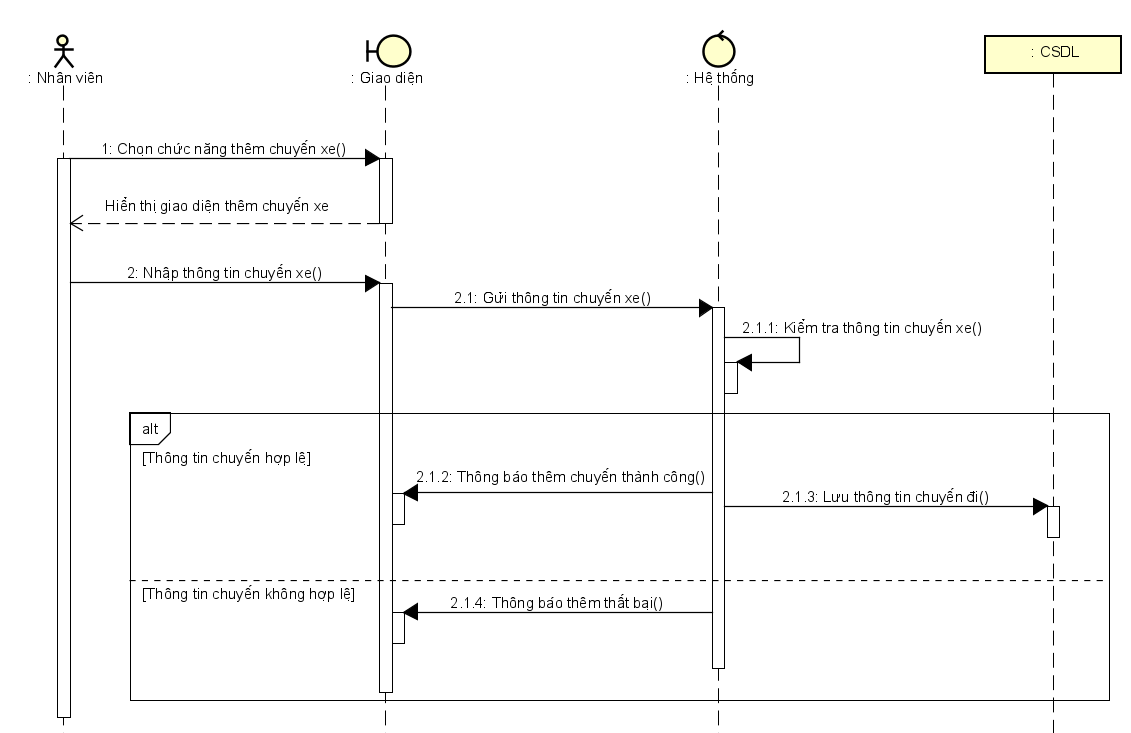 : Nhân viên
: Giao diện
: Hệ thống
: CSDL
1: Chọn chức năng thêm chuyến xe()
Hiển thị giao diện thêm chuyến xe
2: Nhập thông tin chuyến xe()
2.1: Gửi thông tin chuyến xe()
2.1.1: Kiểm tra thông tin chuyến xe()
alt
[Thông tin chuyến hợp lệ]
2.1.2: Thông báo thêm chuyến thành công()
2.1.3: Lưu thông tin chuyến đi()
[Thông tin chuyến không hợp lệ]
2.1.4: Thông báo thêm thất bại()